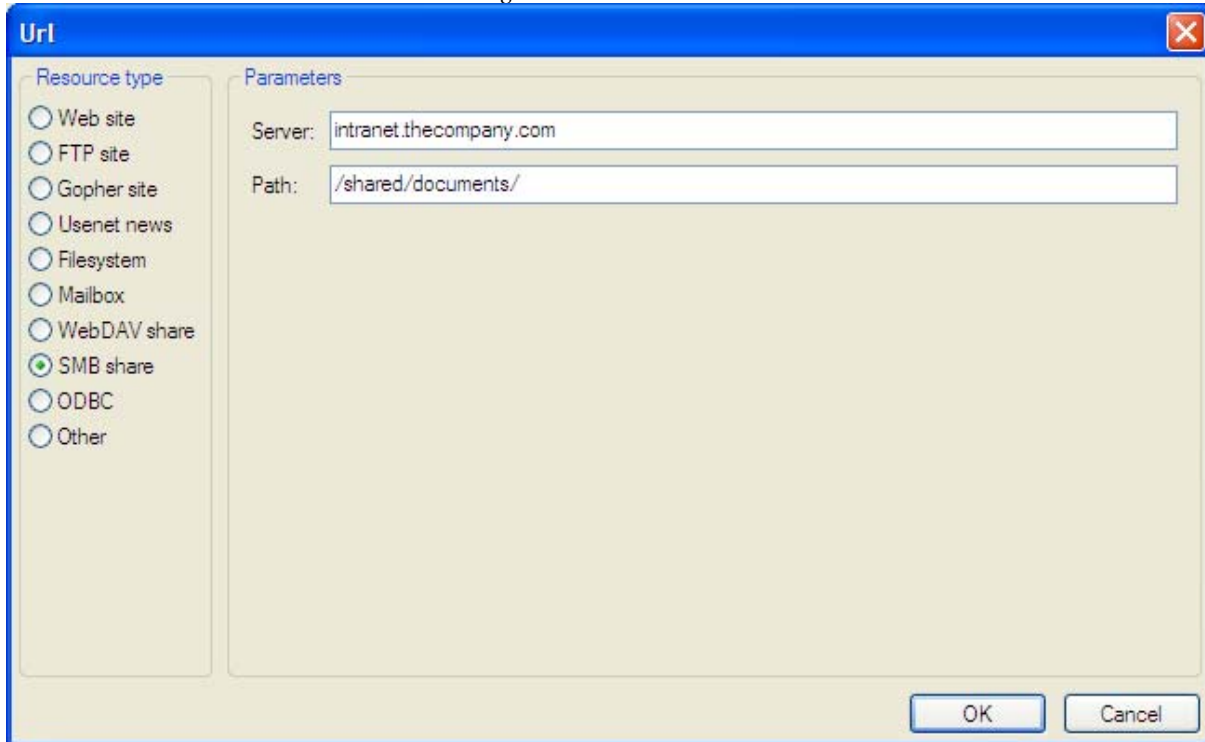 Url
Resource type
Web site
FTP site
Gopher site
Usenet news
Filesystem
Mailbox
WebDAV share
SMB share
ODBC
Other
Parameters
Server: intranet.thecompany.com
Path: /shared/documents/
OK Cancel